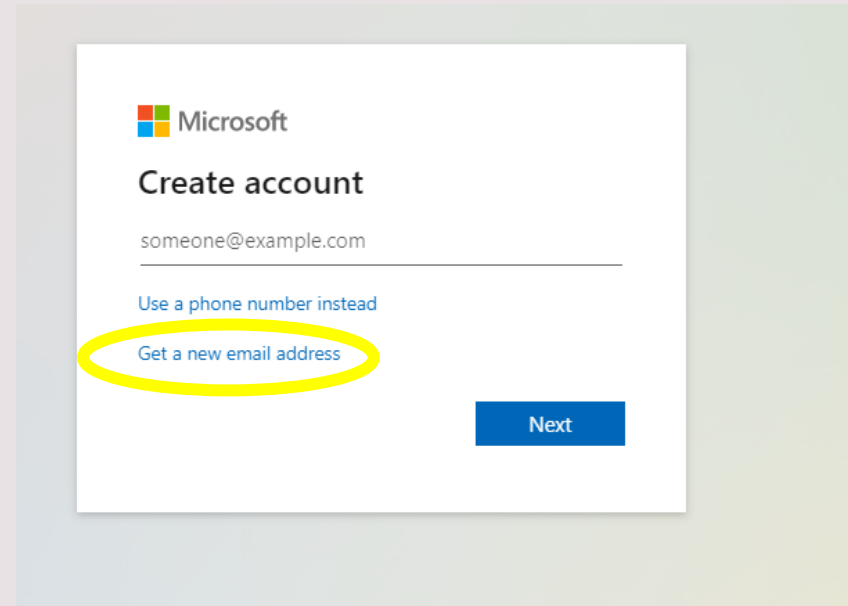 Microsoft
Create account
someone@example.com
Use a phone number instead
Get a new email address
Next